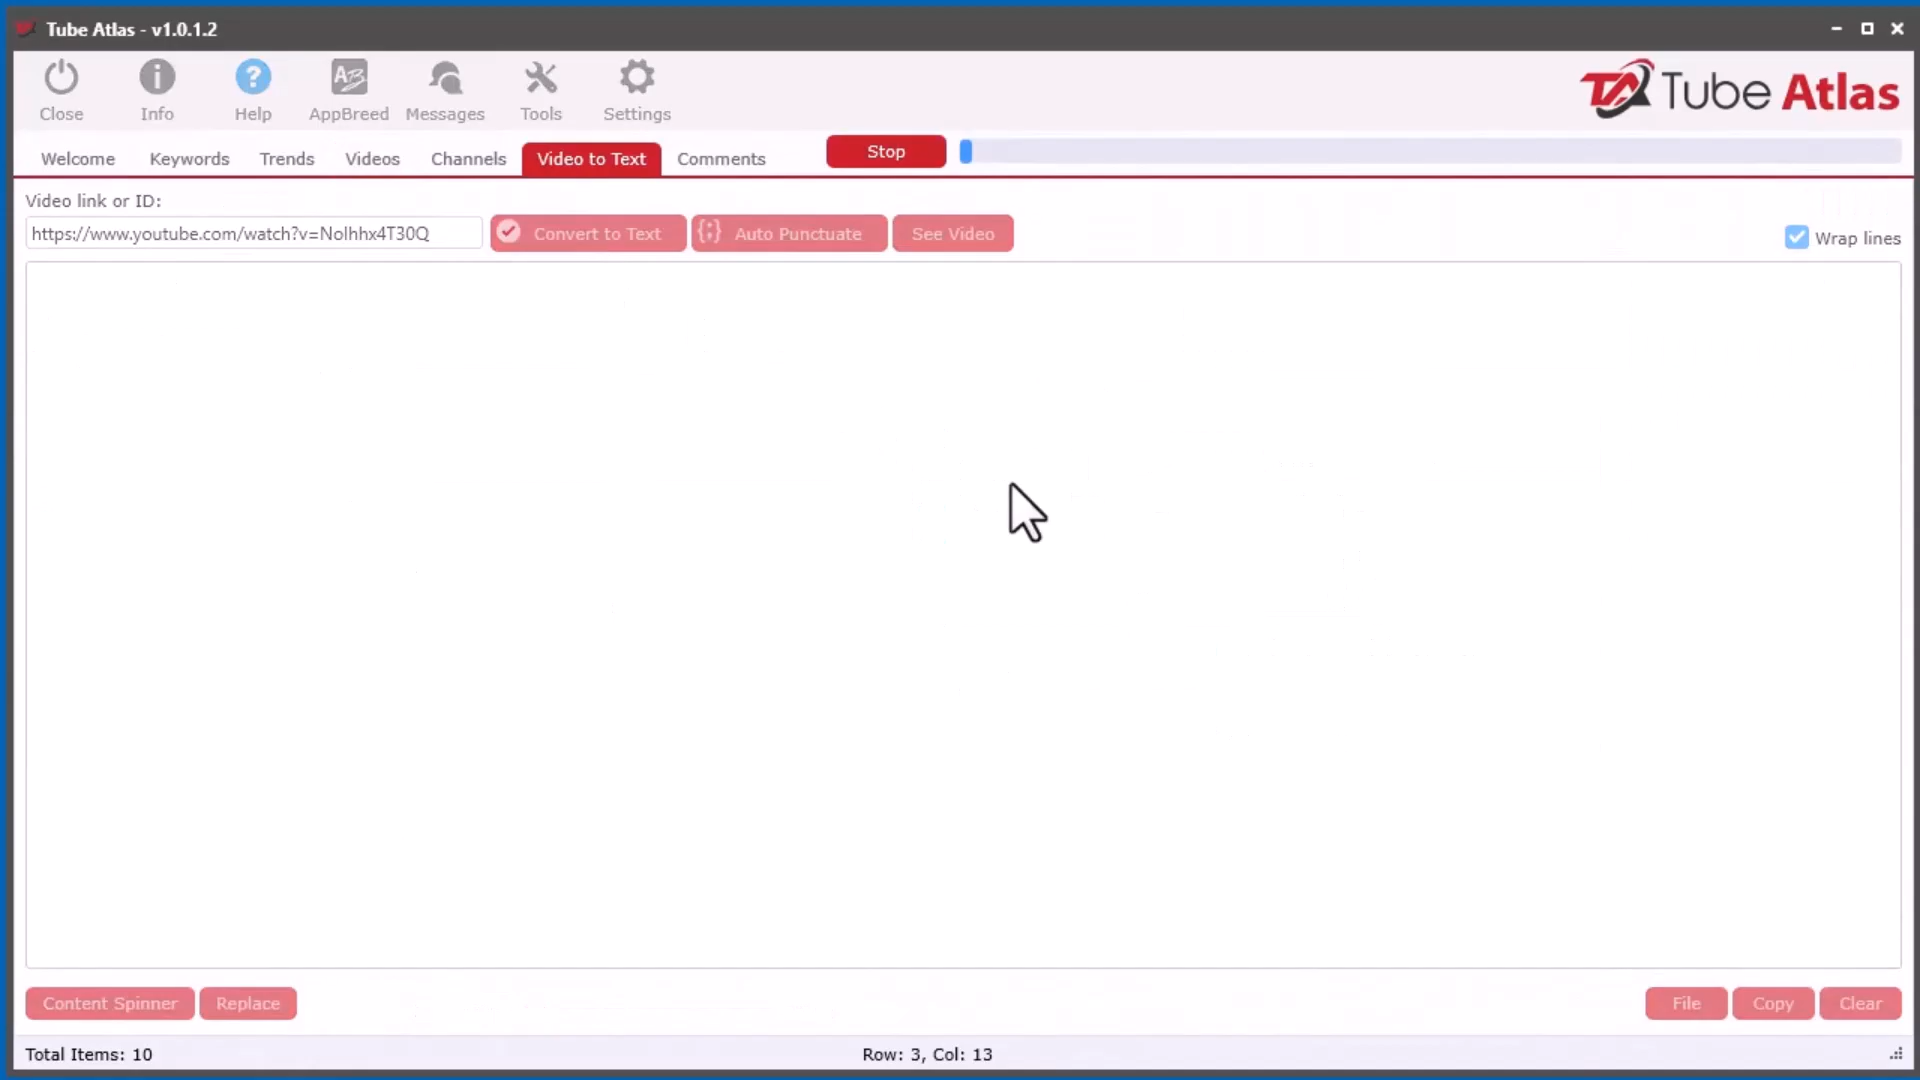 Tube Atlas - v1.0.1.2
Close Info Help AppBreed Messages Tools Settings
Tube Atlas
Welcome Keywords Trends Videos Channels Video to Text Comments Stop
Video link or ID:
https://www.youtube.com/watch?v=Nolhhx4T30Q Convert to Text Auto Punctuate See Video Wrap lines
Content Spinner Replace File Copy Clear
Total Items: 10 Row: 3, Col: 13